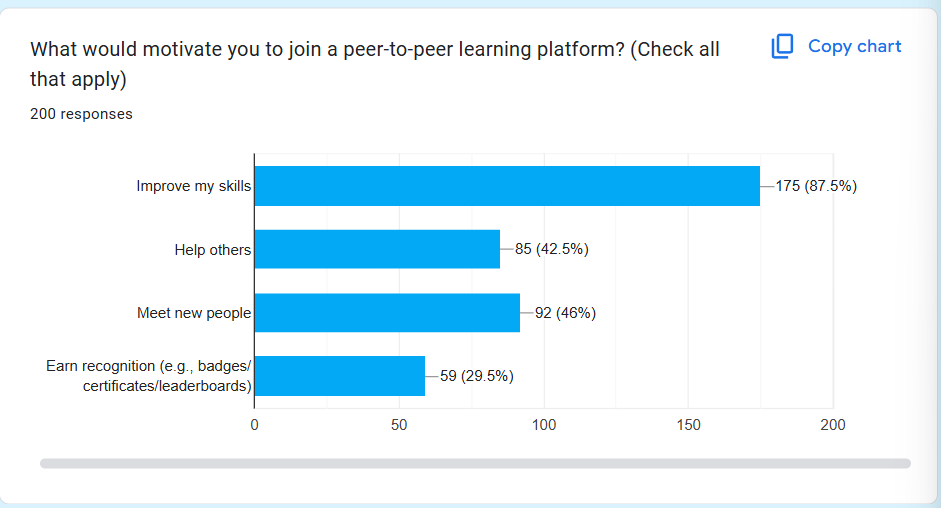 What would motivate you to join a peer-to-peer learning platform? (Check all
that apply)
Copy chart
200 responses
Improve my skills
175 (87.5%)
Help others
85 (42.5%)
Meet new people
92 (46%)
Earn recognition (e.g., badges/
certificates/leaderboards)
59 (29.5%)
0
50
100
150
200